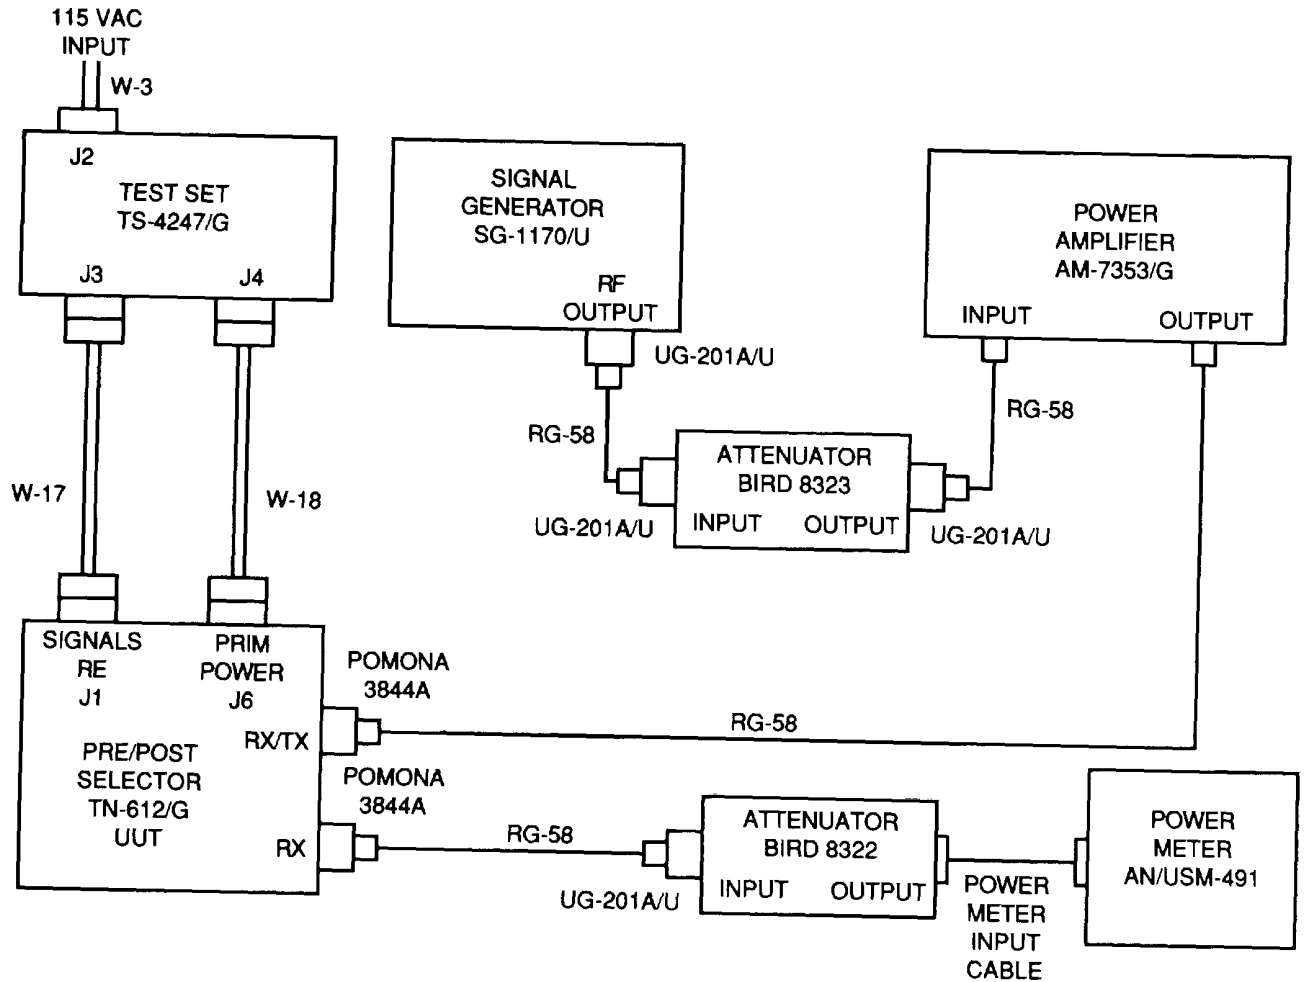 115 VAC
INPUT
W-3
J2
TEST SET
TS-4247/G
J3
J4
SIGNAL
GENERATOR
SG-1170/U
RF
OUTPUT
POWER
AMPLIFIER
AM-7353/G
INPUT
OUTPUT
UG-201A/U
RG-58
RG-58
ATTENUATOR
BIRD 8323
INPUT
OUTPUT
UG-201A/U
UG-201A/U
W-17
W-18
SIGNALS
RE
J1
PRIM
POWER
J6
RX/TX
PRE/POST
SELECTOR
TN-612/G
UUT
RX
POMONA
3844A
RG-58
POMONA
3844A
RG-58
UG-201A/U
ATTENUATOR
BIRD 8322
INPUT
OUTPUT
POWER
METER
INPUT
CABLE
POWER
METER
AN/USM-491